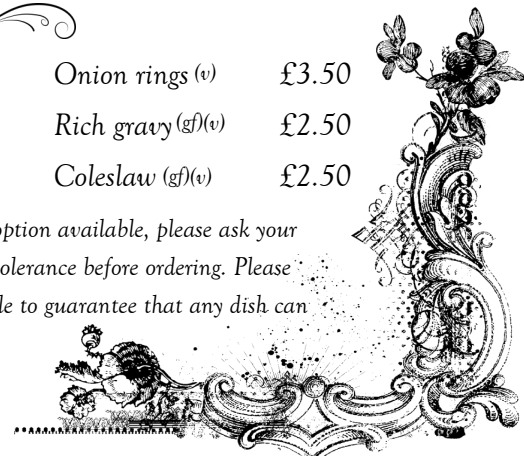 Onion rings (v) £3.50
Rich gravy (gf)(v) £2.50
Coleslaw (gf)(v) £2.50
option available, please ask your
tolerance before ordering. Please
le to guarantee that any dish can